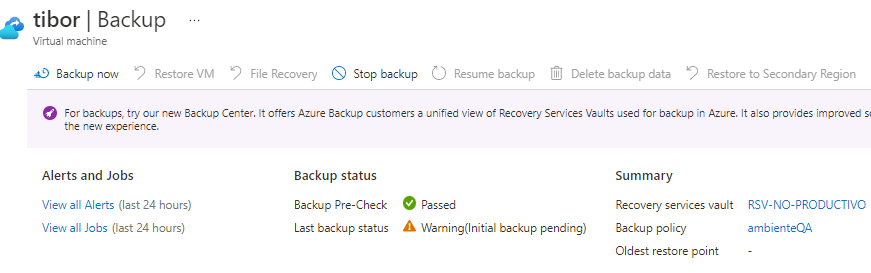 tibor | Backup ...
Virtual machine
Backup now Restore VM File Recovery Stop backup Resume backup Delete backup data Restore to Secondary Region
For backups, try our new Backup Center. It offers Azure Backup customers a unified view of Recovery Services Vaults used for backup in Azure. It also provides improved
the new experience.
Alerts and Jobs Backup status Summary
View all Alerts (last 24 hours) Backup Pre-Check Passed Recovery services vault RSV-NO-PRODUCTIVO
View all Jobs (last 24 hours) Last backup status Warning(Initial backup pending) Backup policy ambienteQA
Oldest restore point -